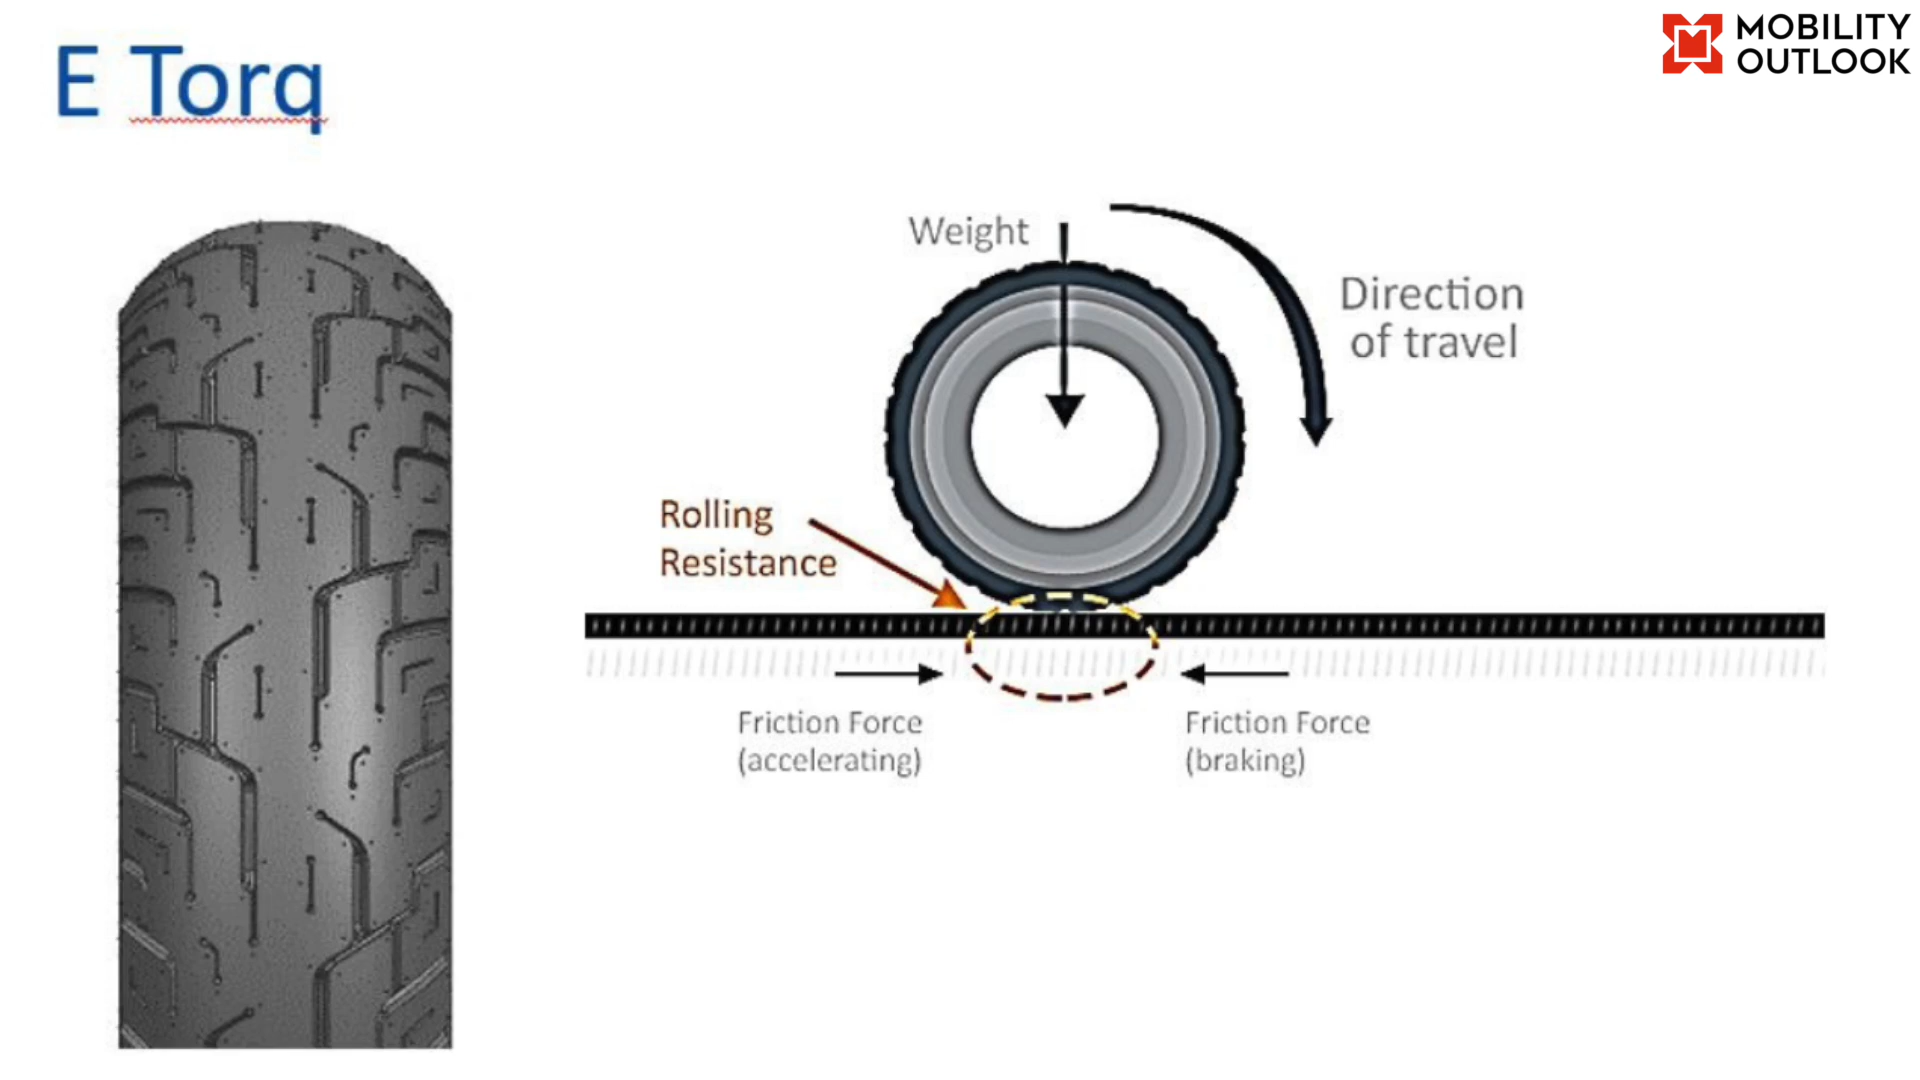 E Torq
MOBILITY
OUTLOOK
Weight
Direction
of travel
Rolling
Resistance
Friction Force
(accelerating)
Friction Force
(braking)